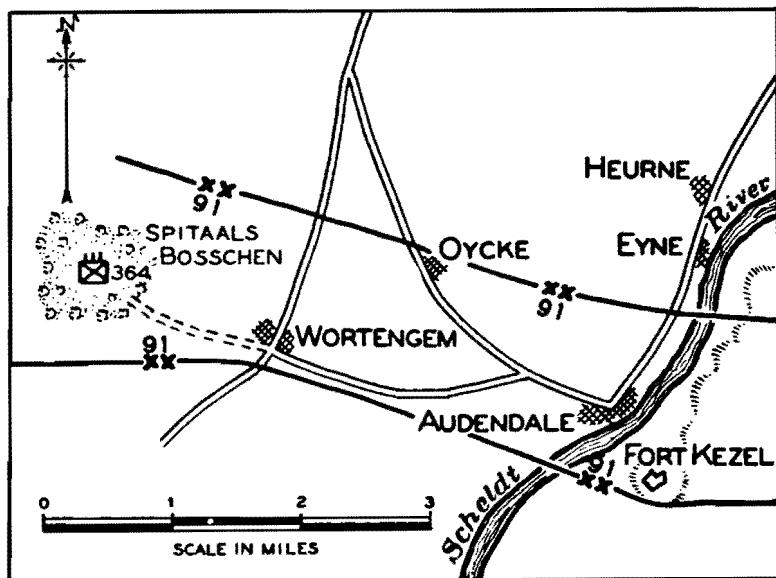 N
91
HEURNE
River
SPITAALS
BOSSCHEN
OYCKE
EYNE
364
91
91
WORTENGEM
AUDENDALE
91
FORT KEZEL
Scheldt
0 1 2 3
SCALE IN MILES